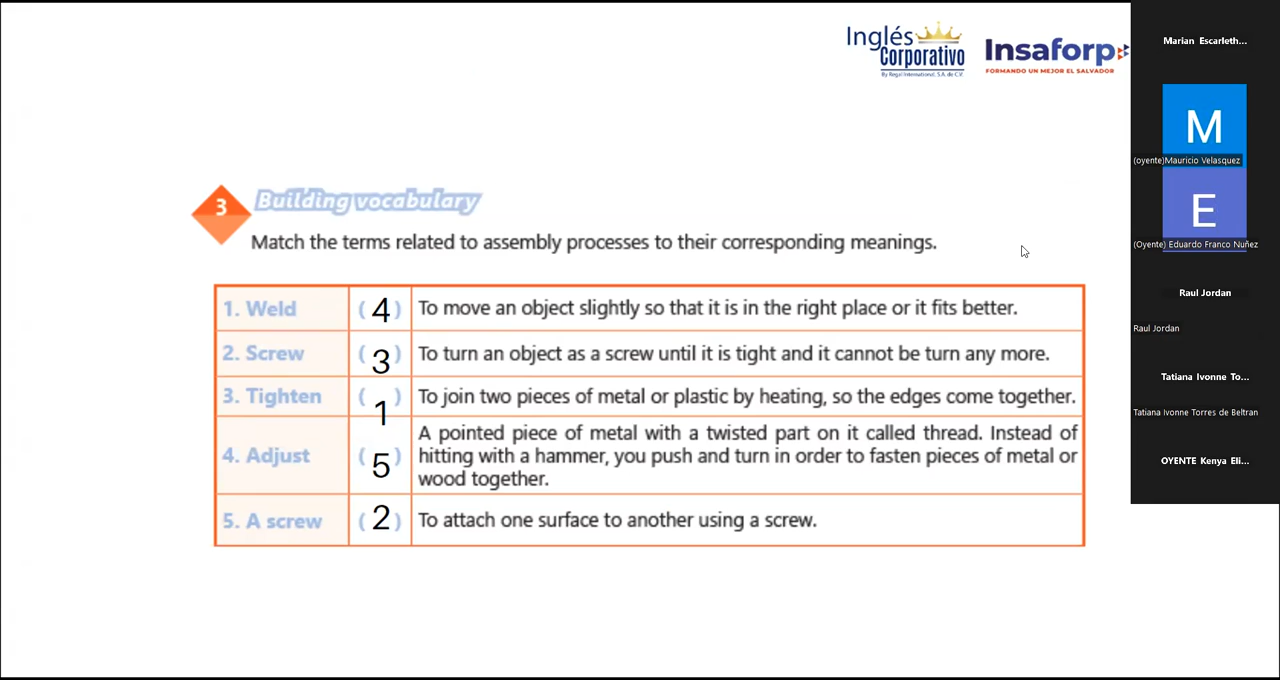 Inglés
Corporativo
By Regal International, S.A. de C.V.
Insaforp
FORMANDO UN MEJOR EL SALVADOR
3
Building vocabulary
Match the terms related to assembly processes to their corresponding meanings.
1. Weld ( 4 ) To move an object slightly so that it is in the right place or it fits better.
2. Screw ( 3 ) To turn an object as a screw until it is tight and it cannot be turn any more.
3. Tighten ( 1 ) To join two pieces of metal or plastic by heating, so the edges come together.
4. Adjust ( 5 ) A pointed piece of metal with a twisted part on it called thread. Instead of
hitting with a hammer, you push and turn in order to fasten pieces of metal or
wood together.
5. A screw ( 2 ) To attach one surface to another using a screw.
Marian Escarleth...
M
(oyente)Mauricio Velasquez
E
(Oyente) Eduardo Franco Nuñez
Raul Jordan
Raul Jordan
Tatiana Ivonne To...
Tatiana Ivonne Torres de Beltran
OYENTE Kenya Eli...